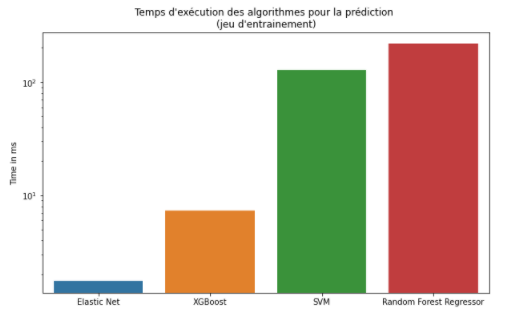 Temps d'exécution des algorithmes pour la prédiction
(jeu d'entrainement)
Time in ms
10²
10¹
Elastic Net
XGBoost
SVM
Random Forest Regressor